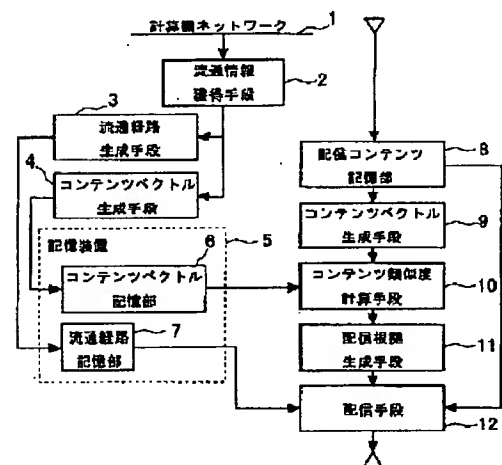 計算機ネットワーク
1
流通情報
獲得手段
2
3
流通経路
生成手段
4
コンテンツベクトル
生成手段
記憶装置
5
6
コンテンツベクトル
記憶部
流通経路
記憶部
7
配信コンテンツ
記憶部
8
コンテンツベクトル
生成手段
9
コンテンツ類似度
計算手段
10
配信根拠
生成手段
11
配信手段
12